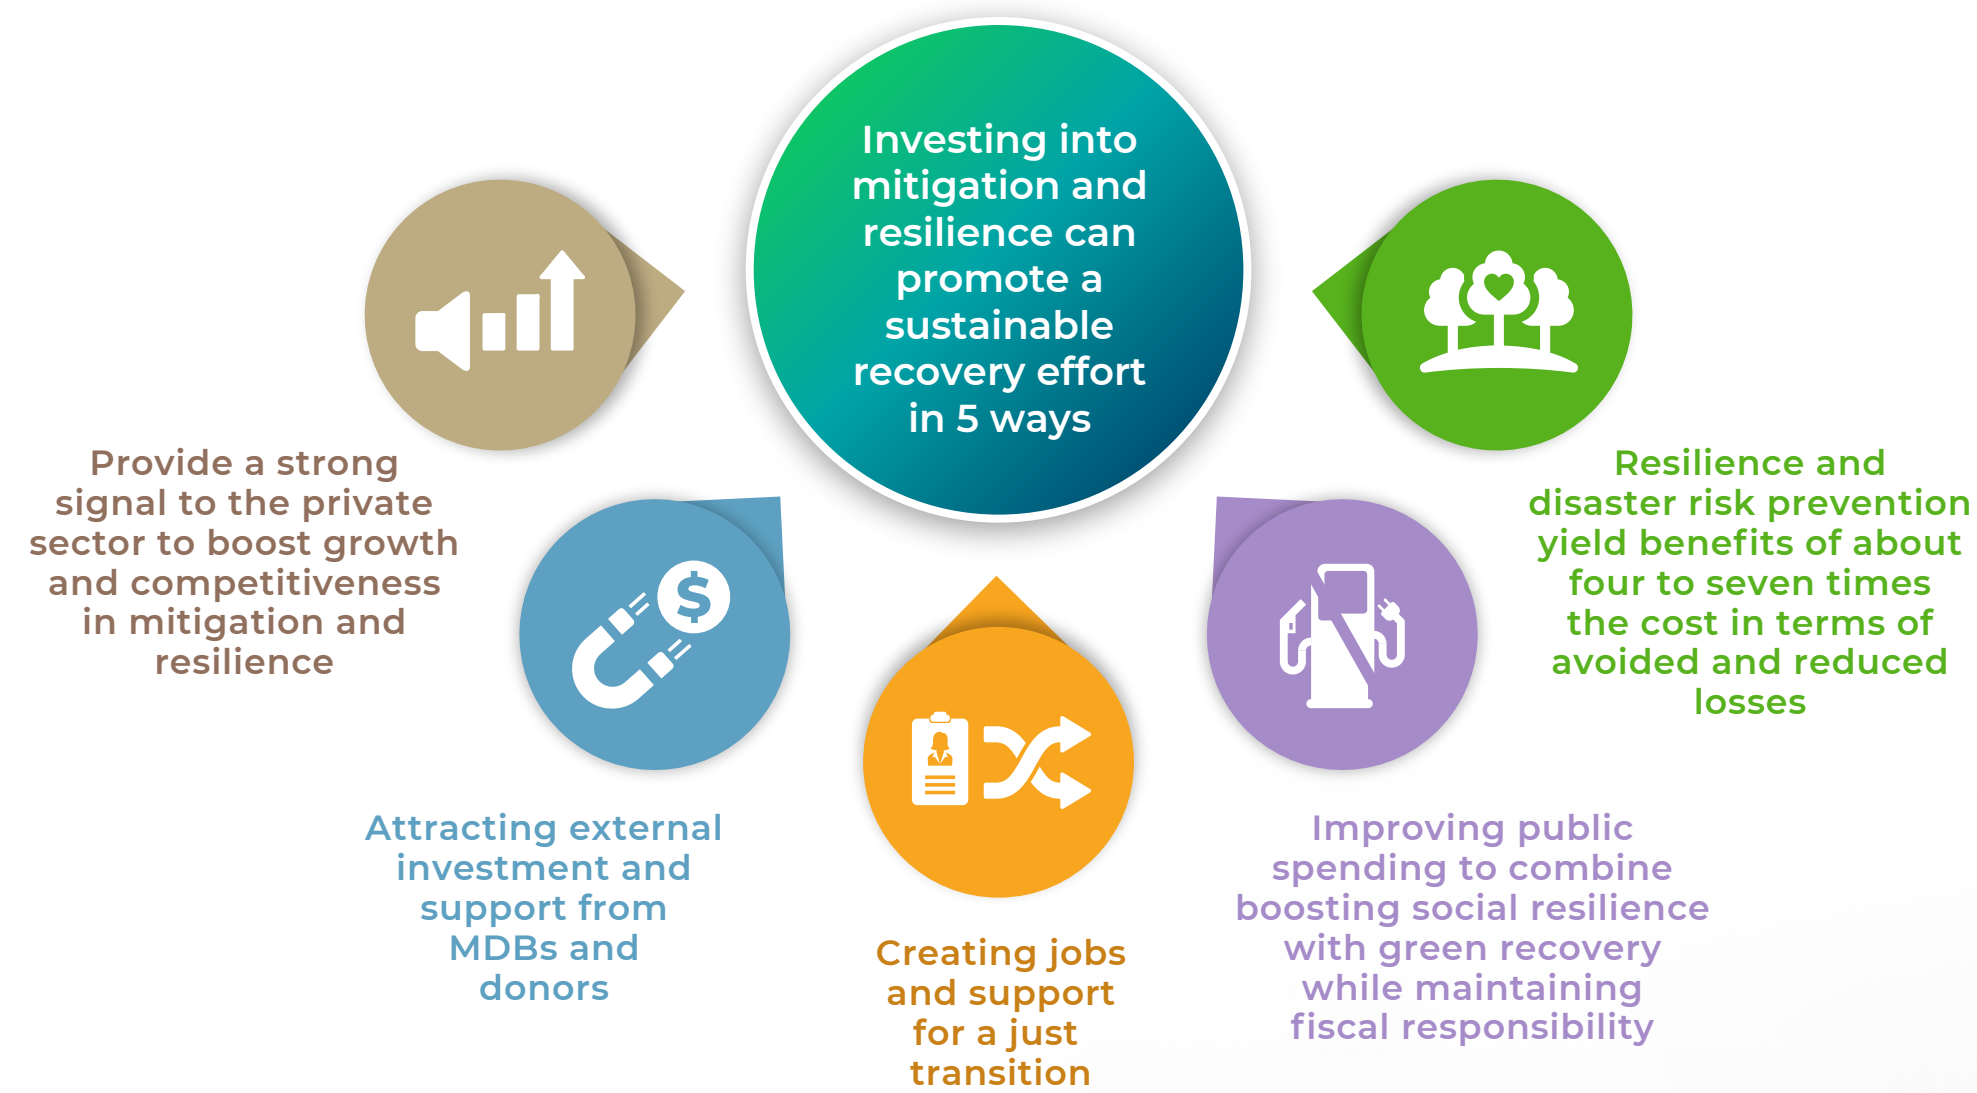 Investing into
mitigation and
resilience can
promote a
sustainable
recovery effort
in 5 ways
Provide a strong
signal to the private
sector to boost growth
and competitiveness
in mitigation and
resilience
$
Attracting external
investment and
support from
MDBs and
donors
Creating jobs
and support
for a just
transition
Improving public
spending to combine
boosting social resilience
with green recovery
while maintaining
fiscal responsibility
Resilience and
disaster risk prevention
yield benefits of about
four to seven times
the cost in terms of
avoided and reduced
losses